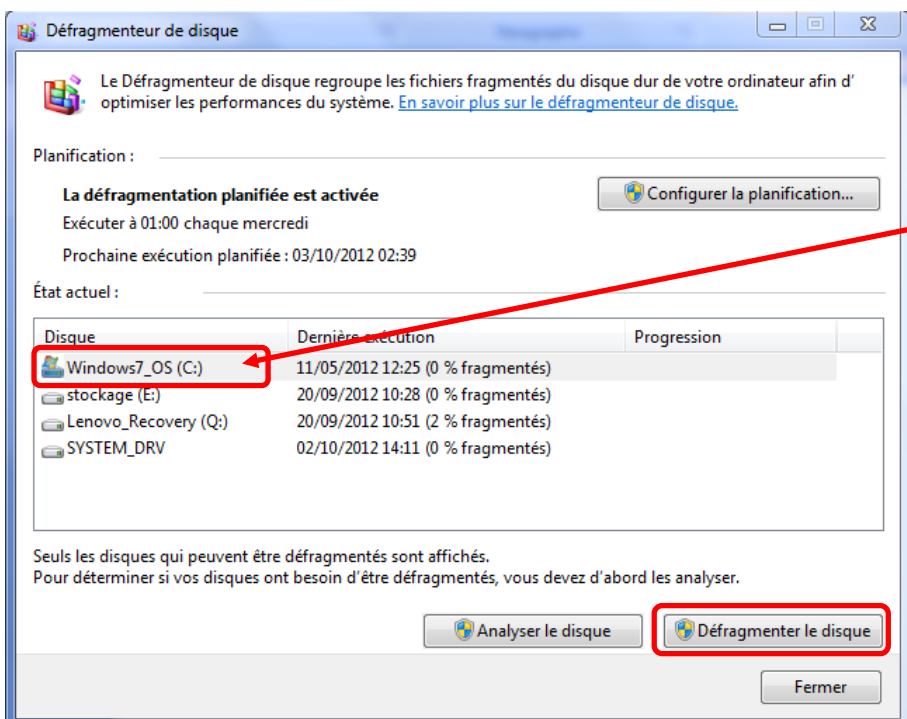 Défragmenteur de disque
Le Défragmenteur de disque regroupe les fichiers fragmentés du disque dur de votre ordinateur afin d'
optimiser les performances du système. En savoir plus sur le défragmenteur de disque.
Planification :
La défragmentation planifiée est activée
Configurer la planification...
Exécuter à 01:00 chaque mercredi
Prochaine exécution planifiée : 03/10/2012 02:39
État actuel :
Disque Dernière exécution Progression
Windows7_OS (C:) 11/05/2012 12:25 (0 % fragmentés)
stockage (E:) 20/09/2012 10:28 (0 % fragmentés)
Lenovo_Recovery (Q:) 20/09/2012 10:51 (2 % fragmentés)
SYSTEM_DRV 02/10/2012 14:11 (0 % fragmentés)
Seuls les disques qui peuvent être défragmentés sont affichés.
Pour déterminer si vos disques ont besoin d'être défragmentés, vous devez d'abord les analyser.
Analyser le disque Défragmenter le disque
Fermer